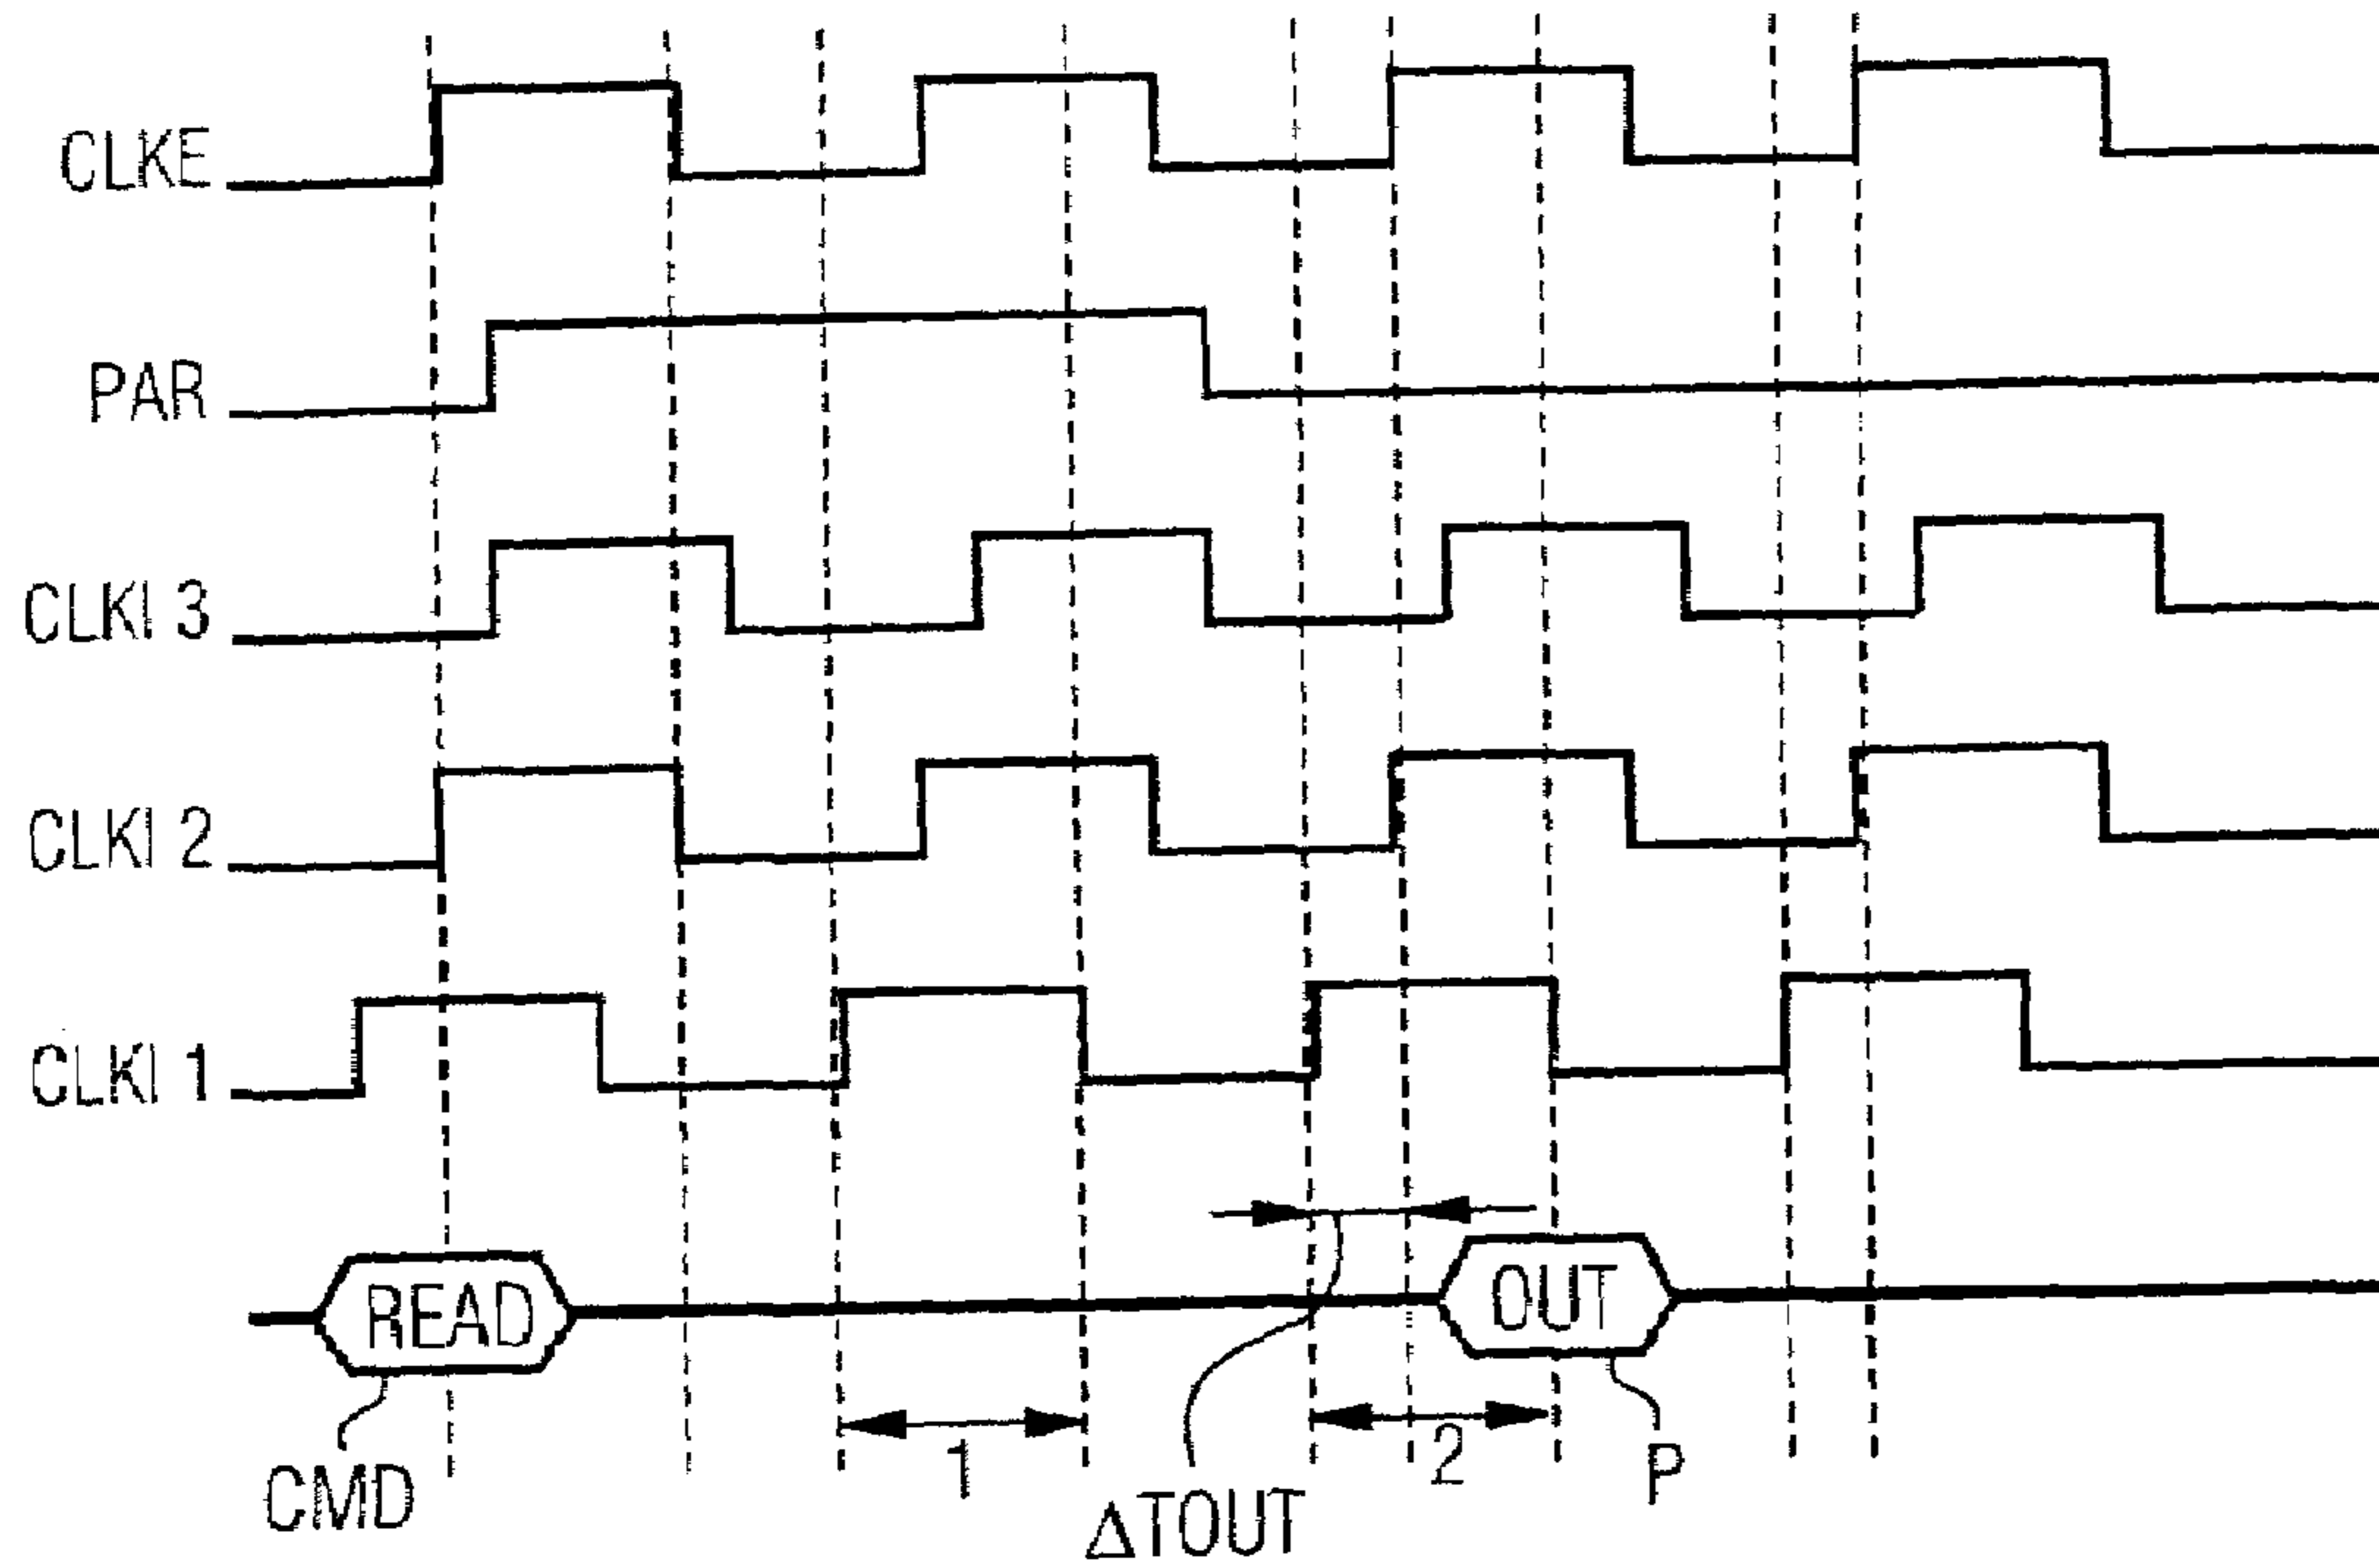 CLKE
PAR
CLKI 3
CLKI 2
CLKI 1
READ
OUT
CMD
1
ΔTOUT
2
P